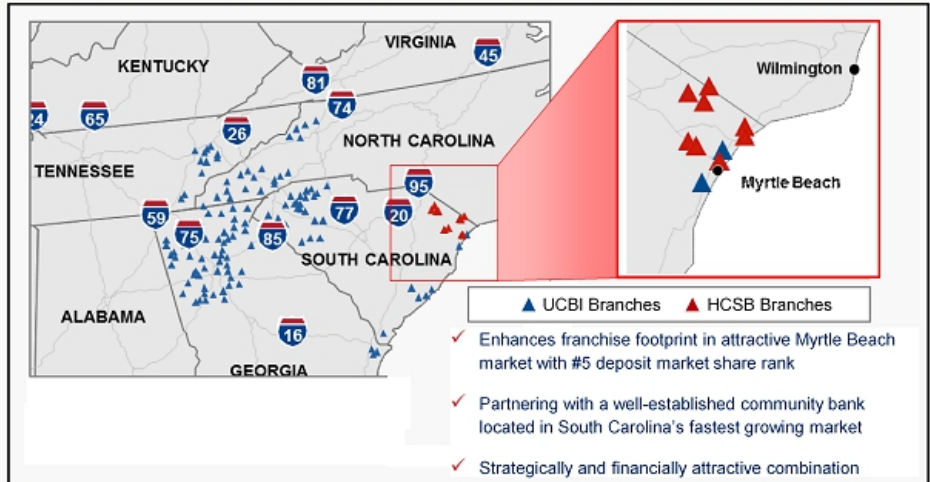 VIRGINIA
45
KENTUCKY
81
74
24
65
26
NORTH CAROLINA
TENNESSEE
95
59
77
20
75
85
SOUTH CAROLINA
ALABAMA
16
GEORGIA
Wilmington
Myrtle Beach
UCBI Branches
HCSB Branches
Enhances franchise footprint in attractive Myrtle Beach
market with #5 deposit market share rank
Partnering with a well-established community bank
located in South Carolina's fastest growing market
Strategically and financially attractive combination